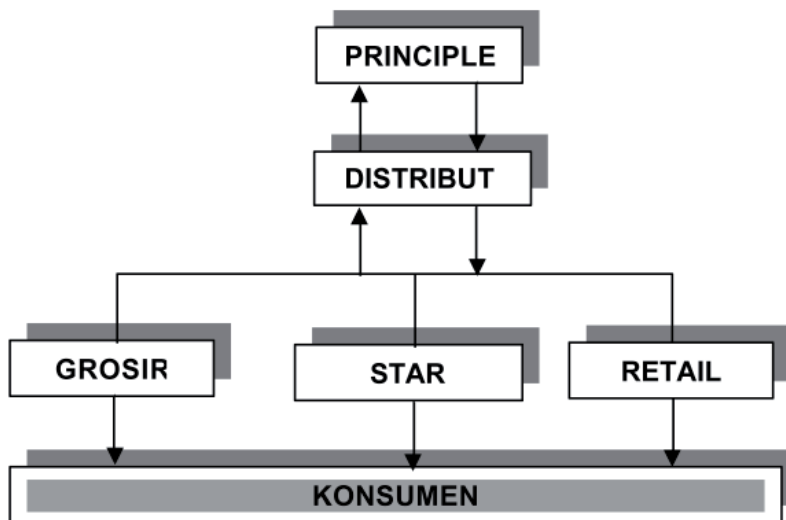 PRINCIPLE
DISTRIBUT
GROSIR
STAR
RETAIL
KONSUMEN